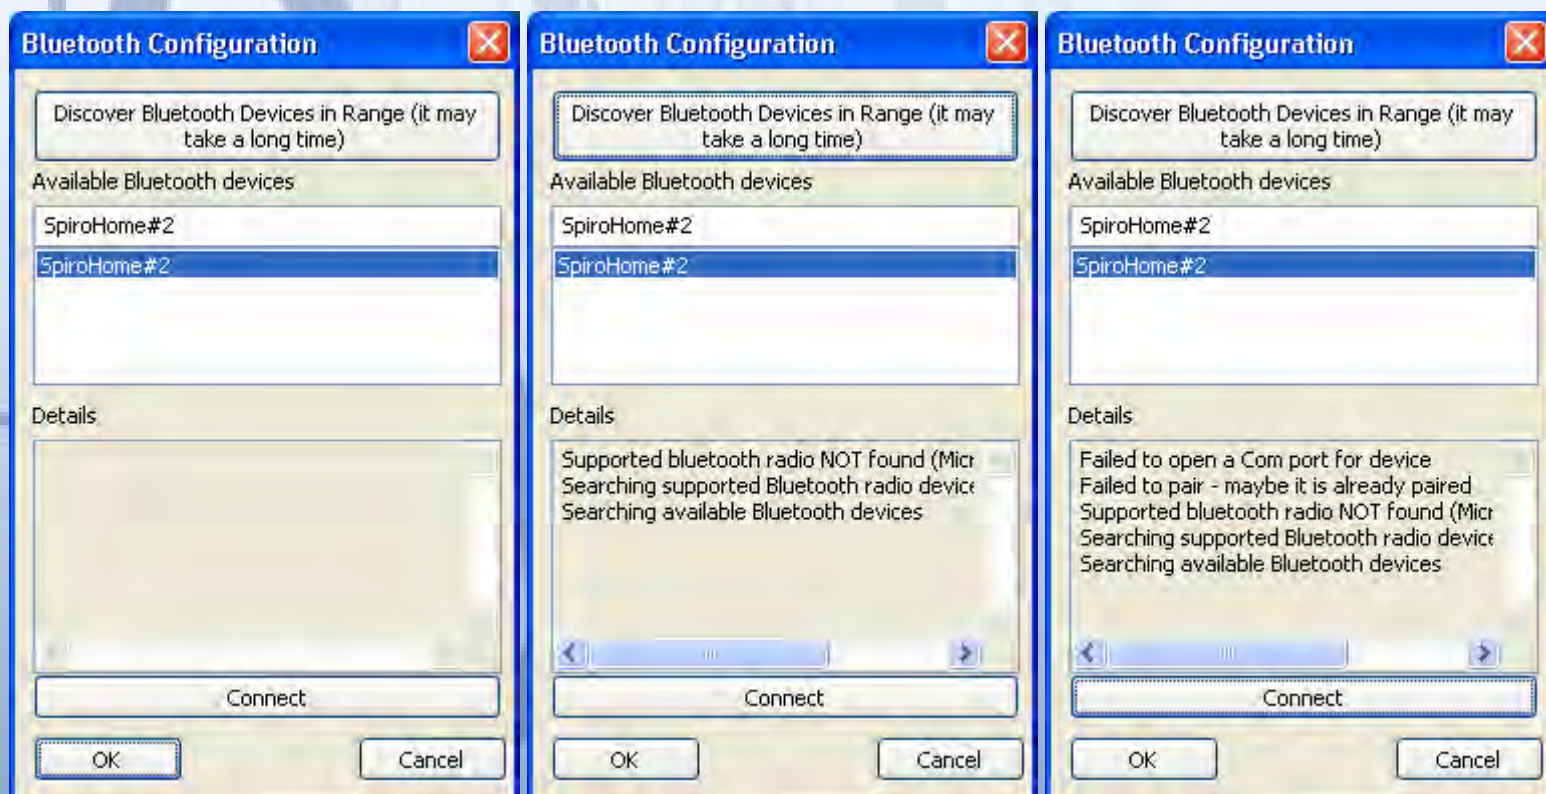 Bluetooth Configuration
Discover Bluetooth Devices in Range (it may
take a long time)
Available Bluetooth devices
SpiroHome#2
SpiroHome#2
Details
Connect
OK
Cancel
Bluetooth Configuration
Discover Bluetooth Devices in Range (it may
take a long time)
Available Bluetooth devices
SpiroHome#2
SpiroHome#2
Details
Supported bluetooth radio NOT found (Micr
Searching supported Bluetooth radio device
Searching available Bluetooth devices
Connect
OK
Cancel
Bluetooth Configuration
Discover Bluetooth Devices in Range (it may
take a long time)
Available Bluetooth devices
SpiroHome#2
SpiroHome#2
Details
Failed to open a Com port for device
Failed to pair - maybe it is already paired
Supported bluetooth radio NOT found (Micr
Searching supported Bluetooth radio device
Searching available Bluetooth devices
Connect
OK
Cancel